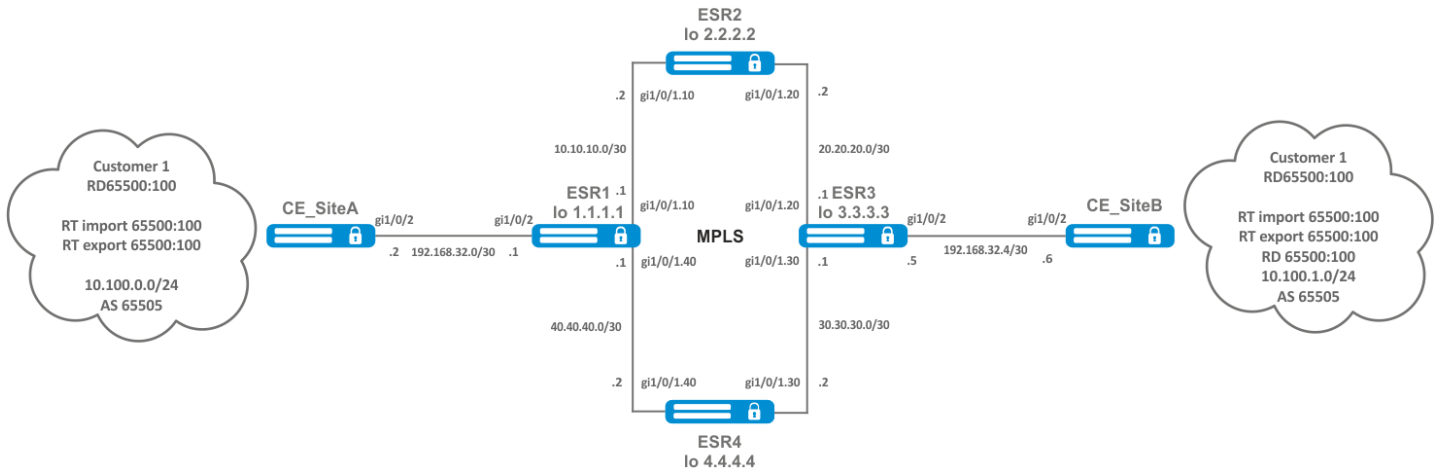 ESR2
lo 2.2.2.2
.2
gi1/0/1.10
gi1/0/1.20
.2
10.10.10.0/30
20.20.20.0/30
Customer 1
RD65500:100
RT import 65500:100
RT export 65500:100
10.100.0.0/24
AS 65505
CE_SiteA
gi1/0/2
.2
192.168.32.0/30
gi1/0/2
.1
ESR1
lo 1.1.1.1
.1
gi1/0/1.10
.1
gi1/0/1.40
MPLS
gi1/0/1.20
.1
gi1/0/1.30
.1
ESR3
lo 3.3.3.3
gi1/0/2
.5
192.168.32.4/30
gi1/0/2
.6
CE_SiteB
Customer 1
RD65500:100
RT import 65500:100
RT export 65500:100
RD 65500:100
10.100.1.0/24
AS 65505
40.40.40.0/30
30.30.30.0/30
.2
gi1/0/1.40
gi1/0/1.30
.2
ESR4
lo 4.4.4.4